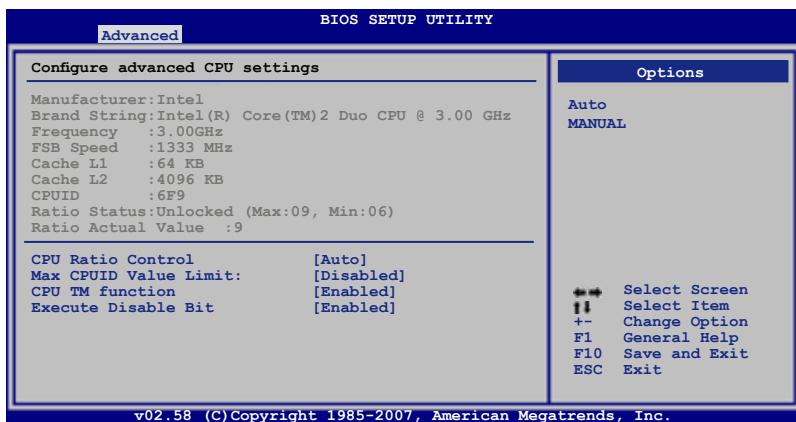 BIOS SETUP UTILITY
Advanced
Configure advanced CPU settings
Manufacturer:Intel
Brand String:Intel(R) Core(TM)2 Duo CPU @ 3.00 GHz
Frequency :3.00GHz
FSB Speed :1333 MHz
Cache L1 :64 KB
Cache L2 :4096 KB
CPUID :6F9
Ratio Status:Unlocked (Max:09, Min:06)
Ratio Actual Value :9
CPU Ratio Control [Auto]
Max CPUID Value Limit: [Disabled]
CPU TM function [Enabled]
Execute Disable Bit [Enabled]
Options
Auto
MANUAL
←→ Select Screen
↑↓ Select Item
+- Change Option
F1 General Help
F10 Save and Exit
ESC Exit
v02.58 (C)Copyright 1985-2007, American Megatrends, Inc.